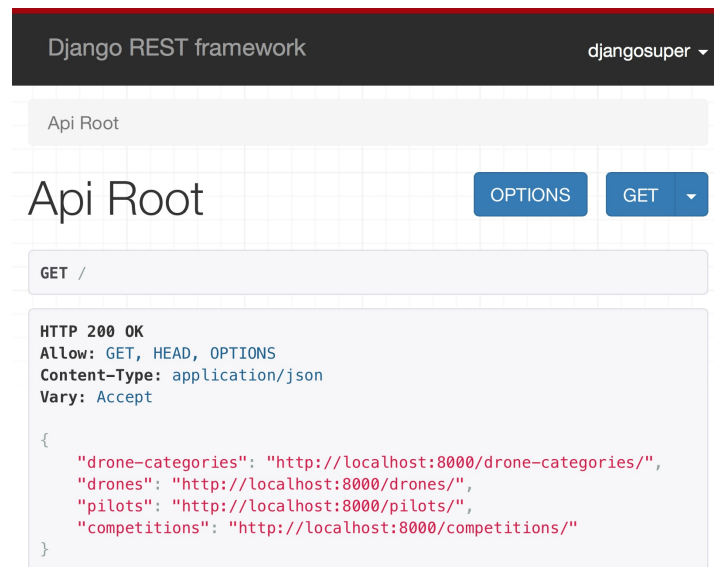 Django REST framework
djangosuper
Api Root
Api Root
OPTIONS
GET
GET /
HTTP 200 OK
Allow: GET, HEAD, OPTIONS
Content-Type: application/json
Vary: Accept
{
    "drone-categories": "http://localhost:8000/drone-categories/",
    "drones": "http://localhost:8000/drones/",
    "pilots": "http://localhost:8000/pilots/",
    "competitions": "http://localhost:8000/competitions/"
}